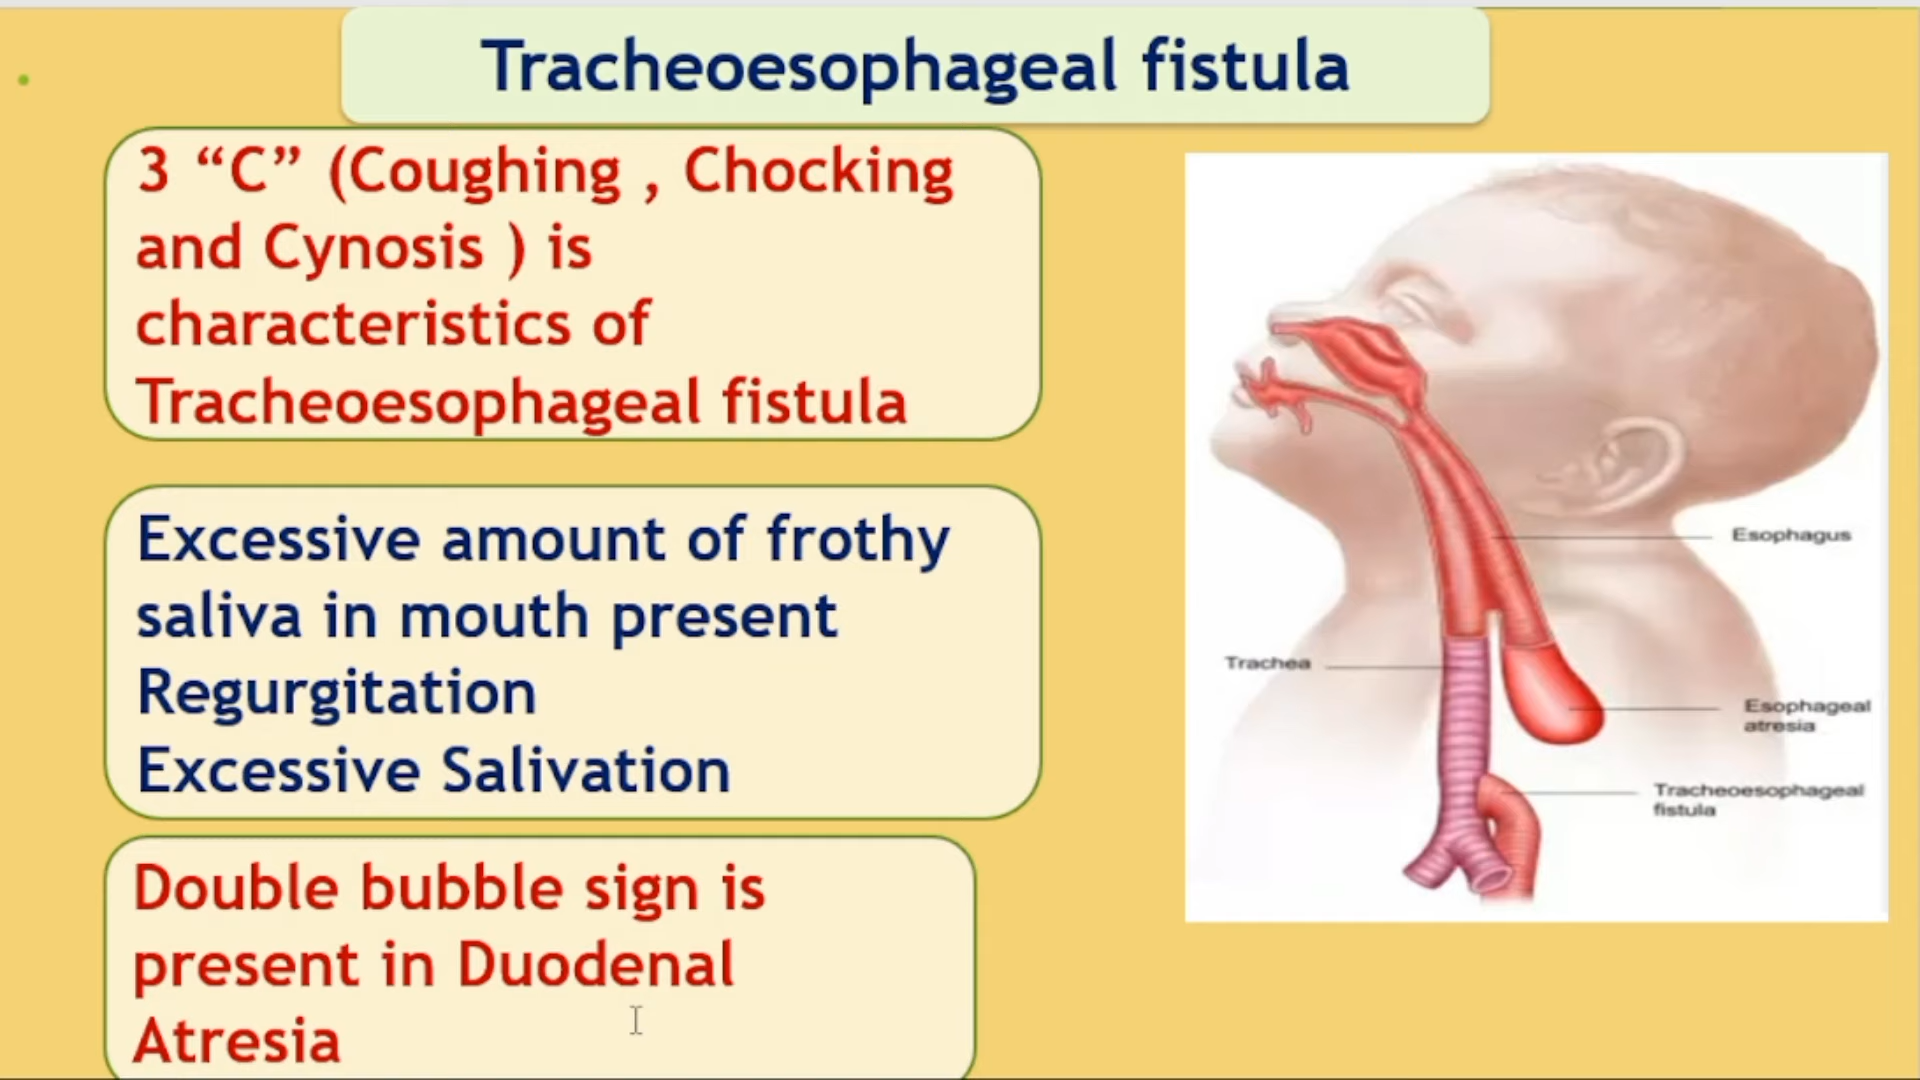 Tracheoesophageal fistula
3 “C” (Coughing , Chocking
and Cynosis ) is
characteristics of
Tracheoesophageal fistula
Excessive amount of frothy
saliva in mouth present
Regurgitation
Excessive Salivation
Double bubble sign is
present in Duodenal
Atresia
Esophagus
Trachea
Esophageal
atresia
Tracheoesophageal
fistula